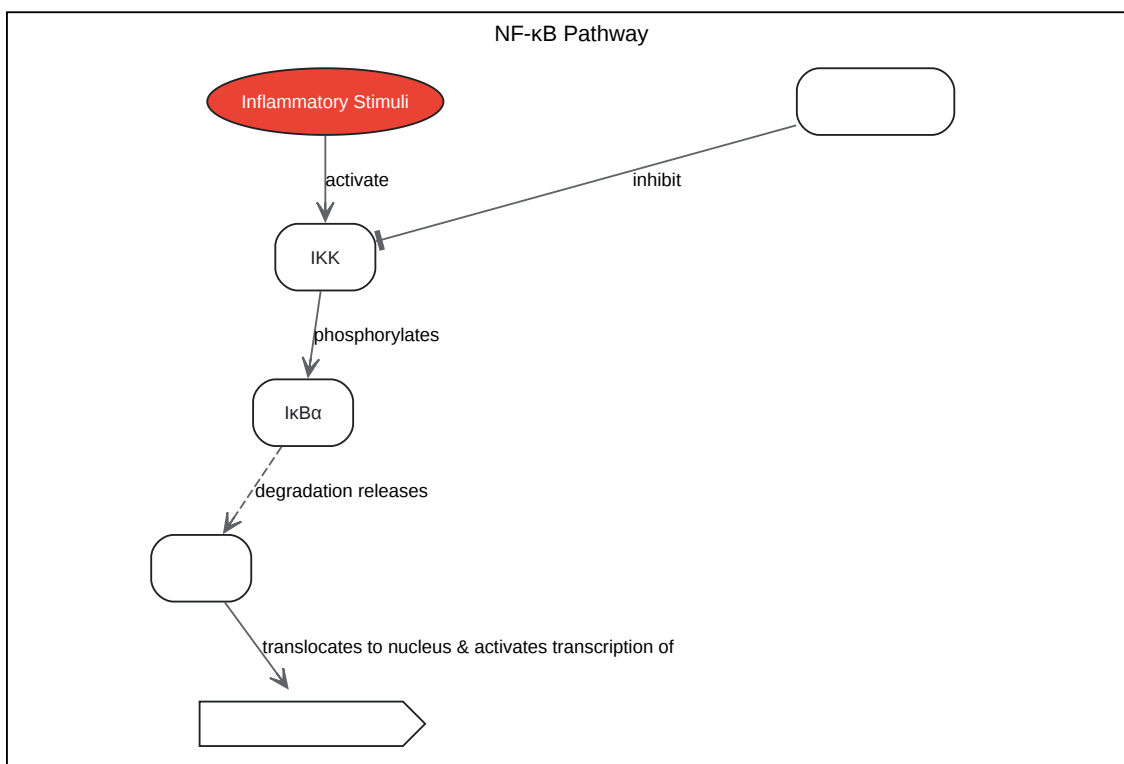 NF-κB Pathway
Inflammatory Stimuli
activate
inhibit
IKK
phosphorylates
IκBα
degradation releases
translocates to nucleus & activates transcription of